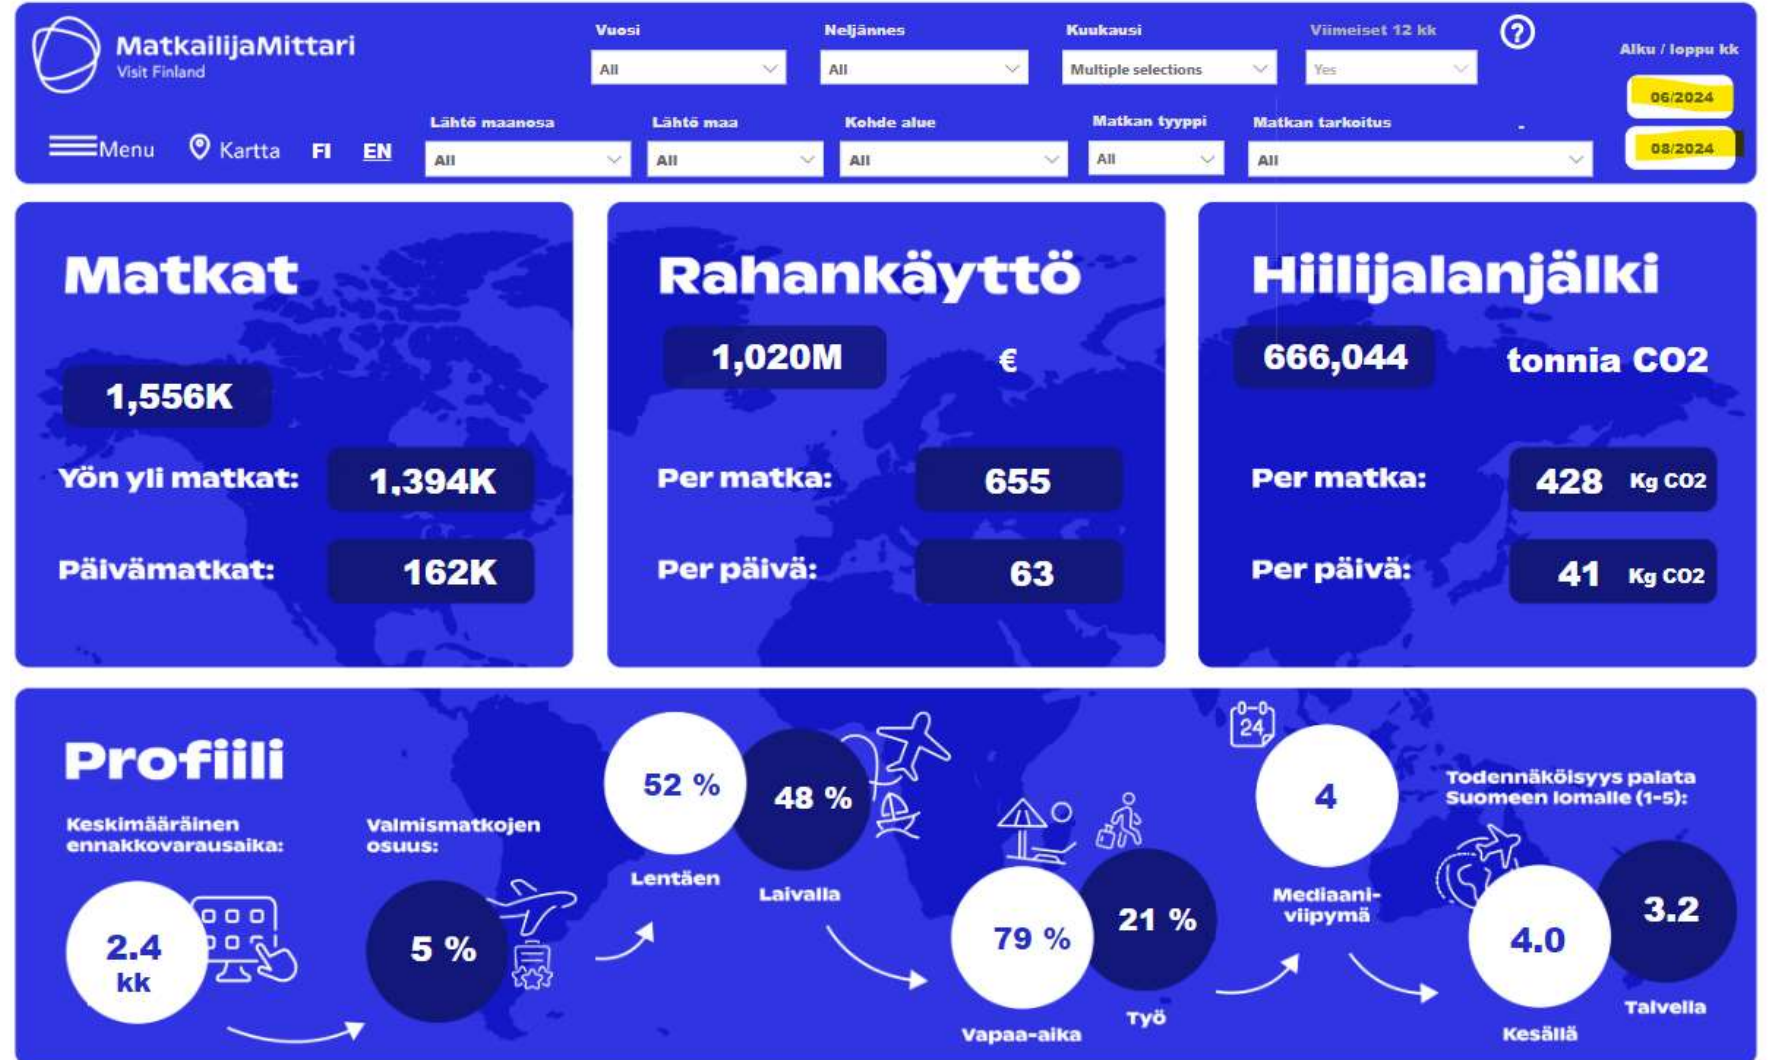 MatkailijaMittari
Visit Finland
Menu
Kartta
FI
EN
Vuosi
All
Neljännes
All
Kuukausi
Multiple selections
Viimeiset 12 kk
Yes
?
Alku / loppu kk
06/2024
08/2024
Lähtö maanosa
All
Lähtö maa
All
Kohde alue
All
Matkan tyyppi
All
Matkan tarkoitus
All
-
Matkat
1,556K
Yön yli matkat: 1,394K
Päivämatkat: 162K
Rahankäyttö
1,020M €
Per matka: 655
Per päivä: 63
Hiilijalanjälki
666,044 tonnia CO2
Per matka: 428 Kg CO2
Per päivä: 41 Kg CO2
Profiili
Keskimääräinen
ennakkovarausaika:
2.4
kk
Valmismatkojen
osuus:
5 %
52 %
Lentäen
48 %
Laivalla
79 %
Vapaa-aika
21 %
Työ
24
4
Mediaani-
viipymä
Todennäköisyys palata
Suomeen lomalle (1-5):
4.0
Kesällä
3.2
Talvella